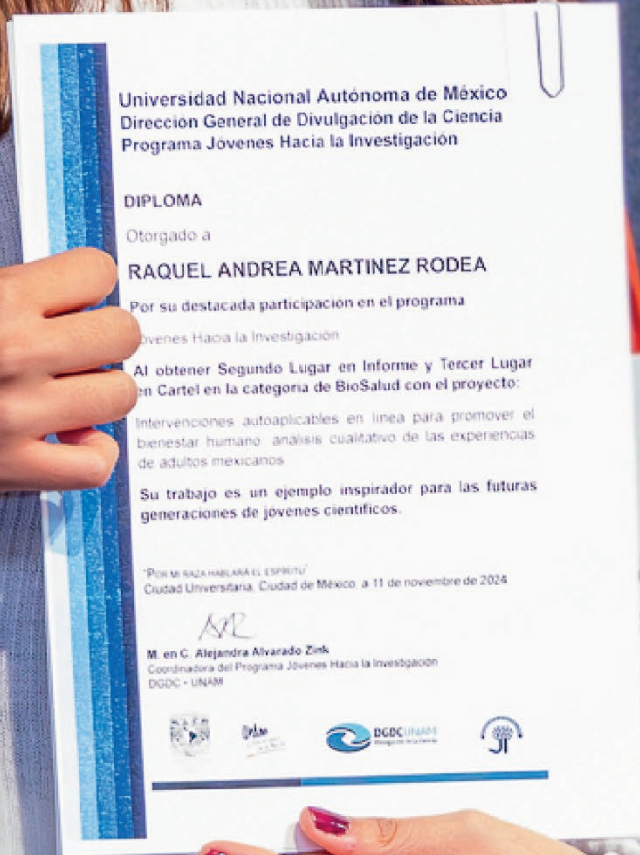 Universidad Nacional Autónoma de México
Dirección General de Divulgación de la Ciencia
Programa Jóvenes Hacia la Investigación
DIPLOMA
Otorgado a
RAQUEL ANDREA MARTINEZ RODEA
Por su destacada participación en el programa
Jóvenes Hacia la Investigación
Al obtener Segundo Lugar en Informe y Tercer Lugar
en Cartel en la categoría de BioSalud con el proyecto:
Intervenciones autoaplicables en línea para promover el
bienestar humano: análisis cualitativo de las experiencias
de adultos mexicanos
Su trabajo es un ejemplo inspirador para las futuras
generaciones de jóvenes científicos.
"POR MI RAZA HABLARÁ EL ESPÍRITU"
Ciudad Universitaria, Ciudad de México, a 11 de noviembre de 2024
M. en C. Alejandra Alvarado Zink
Coordinadora del Programa Jóvenes Hacia la Investigación
DGDC - UNAM
DGDC UNAM
Divulgación de la Ciencia